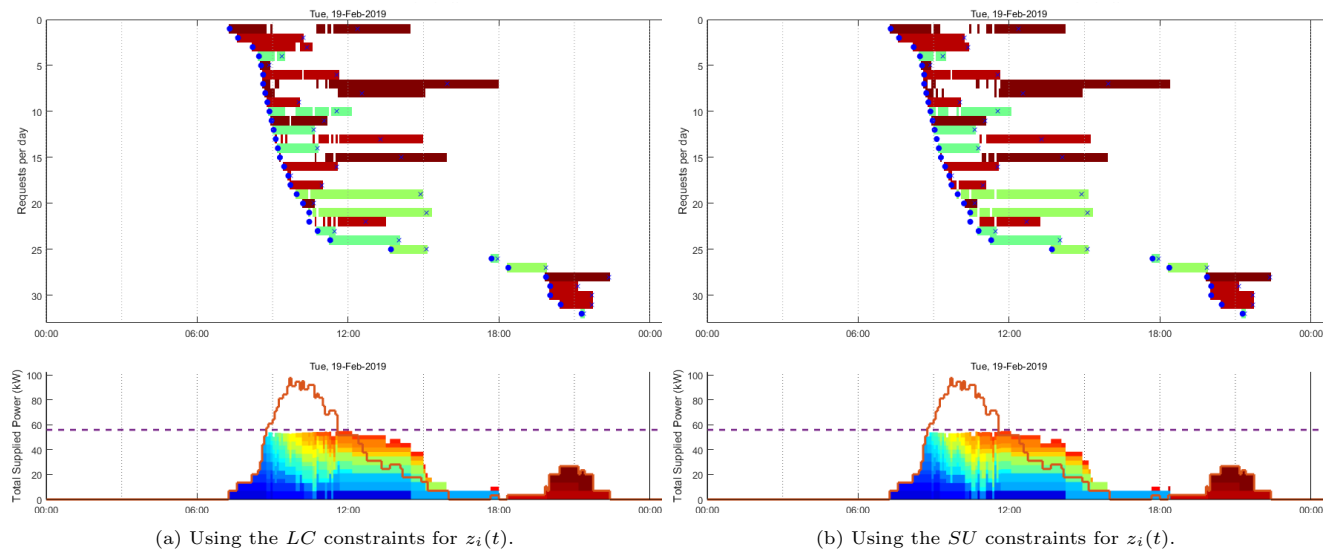 Tue, 19-Feb-2019
0
5
10
15
20
25
30
Requests per day
00:00 06:00 12:00 18:00 00:00
Tue, 19-Feb-2019
100
80
60
40
20
0
Total Supplied Power (kW)
00:00 06:00 12:00 18:00 00:00
(a) Using the LC constraints for z_i(t).
Tue, 19-Feb-2019
0
5
10
15
20
25
30
Requests per day
00:00 06:00 12:00 18:00 00:00
Tue, 19-Feb-2019
100
80
60
40
20
0
Total Supplied Power (kW)
00:00 06:00 12:00 18:00 00:00
(b) Using the SU constraints for z_i(t).